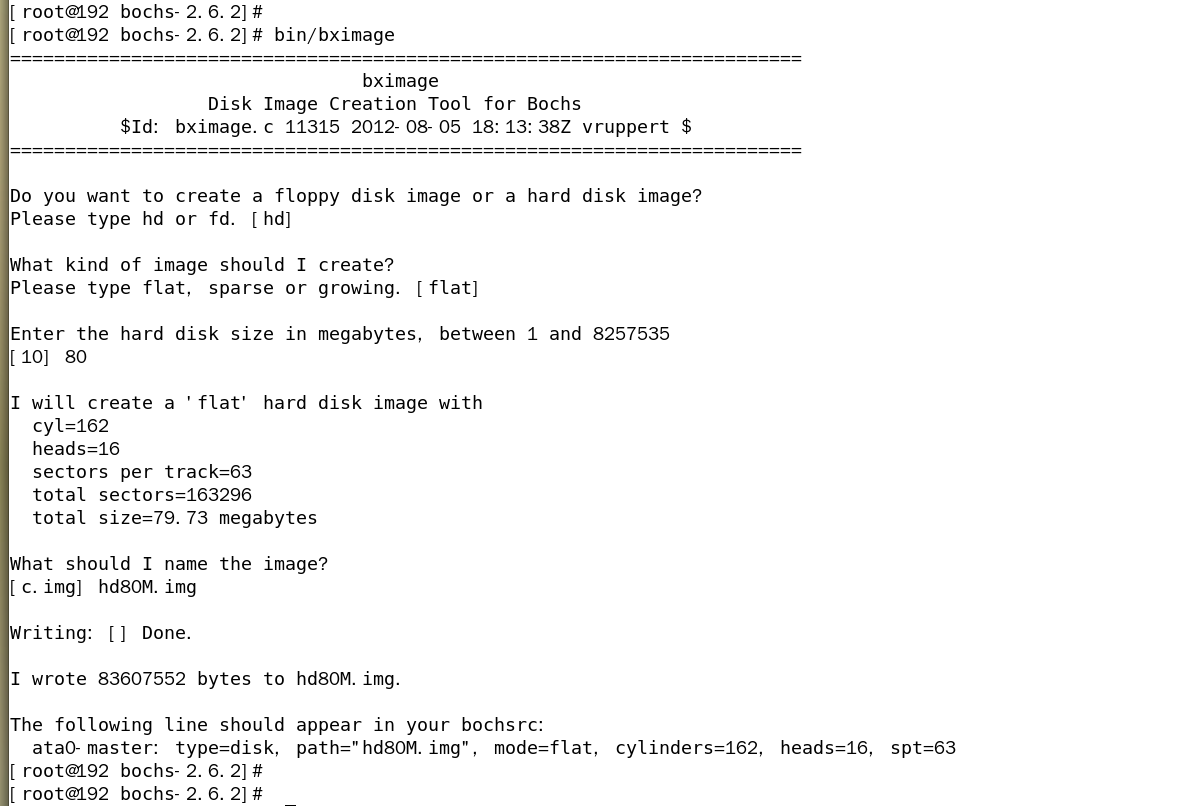 [root@192 bochs-2.6.2]#
[root@192 bochs-2.6.2]# bin/bximage
========================================================================
bximage
Disk Image Creation Tool for Bochs
$Id: bximage.c 11315 2012-08-05 18:13:38Z vruppert $
========================================================================
Do you want to create a floppy disk image or a hard disk image?
Please type hd or fd. [hd]
What kind of image should I create?
Please type flat, sparse or growing. [flat]
Enter the hard disk size in megabytes, between 1 and 8257535
[10] 80
I will create a 'flat' hard disk image with
cyl=162
heads=16
sectors per track=63
total sectors=163296
total size=79.73 megabytes
What should I name the image?
[c.img] hd80M.img
Writing: [] Done.
I wrote 83607552 bytes to hd80M.img.
The following line should appear in your bochsrc:
ata0-master: type=disk, path="hd80M.img", mode=flat, cylinders=162, heads=16, spt=63
[root@192 bochs-2.6.2]#
[root@192 bochs-2.6.2]#